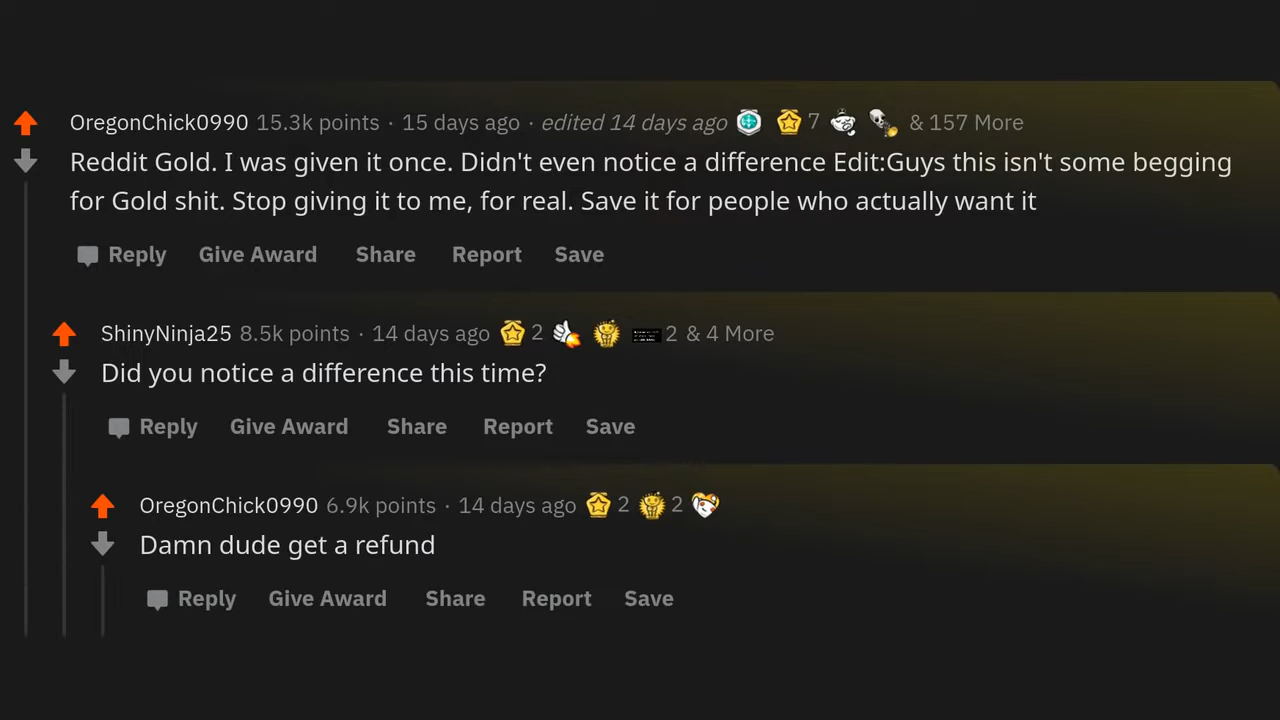 OregonChick0990 15.3k points · 15 days ago · edited 14 days ago 7 & 157 More
Reddit Gold. I was given it once. Didn't even notice a difference Edit:Guys this isn't some begging
for Gold shit. Stop giving it to me, for real. Save it for people who actually want it
Reply Give Award Share Report Save
ShinyNinja25 8.5k points · 14 days ago 2 2 & 4 More
Did you notice a difference this time?
Reply Give Award Share Report Save
OregonChick0990 6.9k points · 14 days ago 2 2
Damn dude get a refund
Reply Give Award Share Report Save